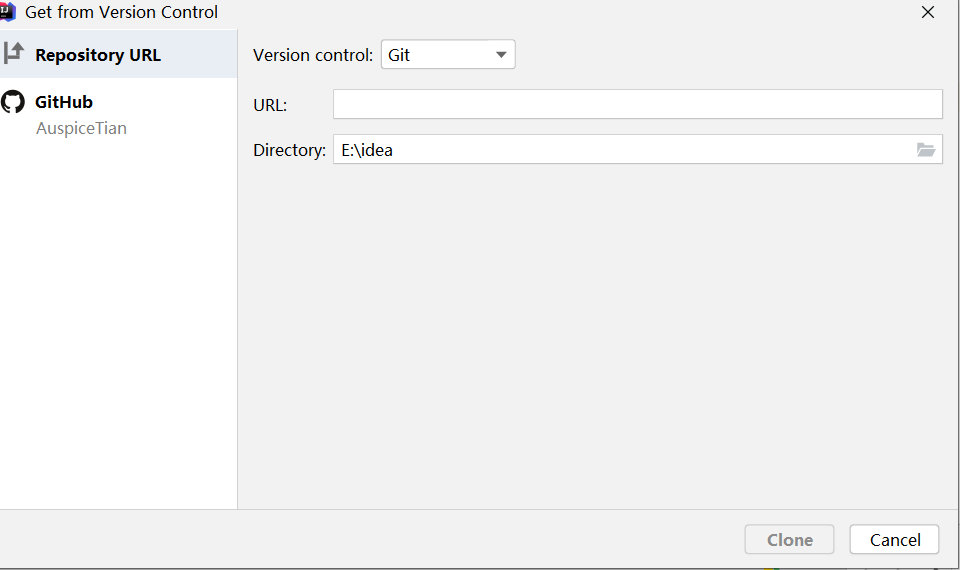 Get from Version Control
Repository URL
GitHub
AuspiceTian
Version control: Git
URL:
Directory: E:\idea
Clone Cancel